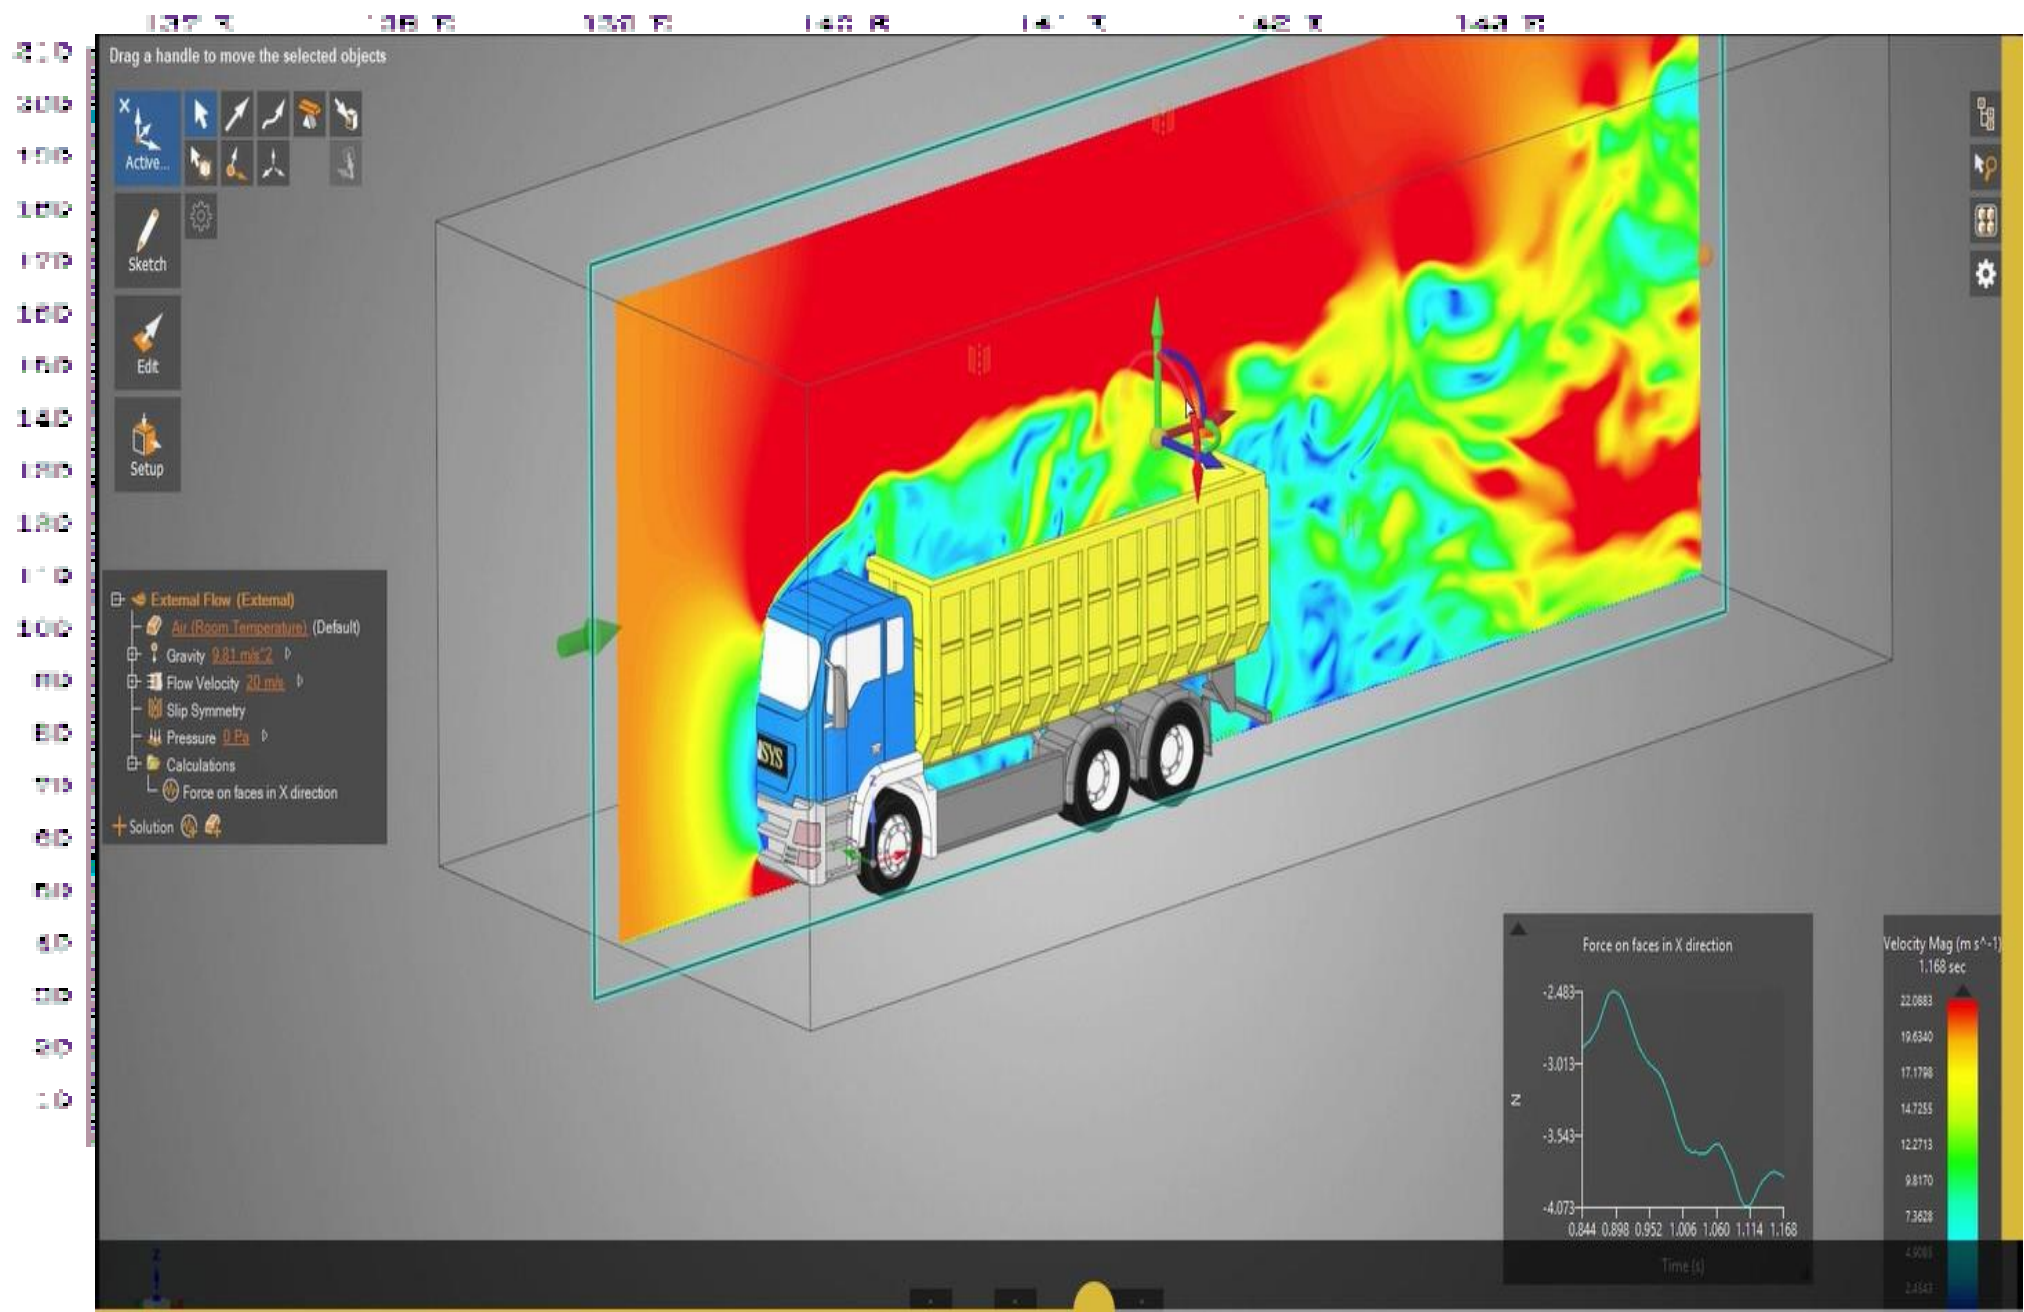 Drag a handle to move the selected objects
Active...
Sketch
Edit
Setup
External Flow (External)
Air (Room Temperature) (Default)
Gravity 9.81 m/s^2
Flow Velocity 20 m/s
Slip Symmetry
Pressure 0 Pa
Calculations
Force on faces in X direction
Solution
SYS
Z
Force on faces in X direction
-2.483
-3.013
-3.543
-4.073
N
0.844 0.898 0.952 1.006 1.060 1.114 1.168
Time (s)
Velocity Mag (m s^-1)
1.168 sec
22.0883
19.6340
17.1798
14.7255
12.2713
9.8170
7.3628
4.9085
2.4543
Z